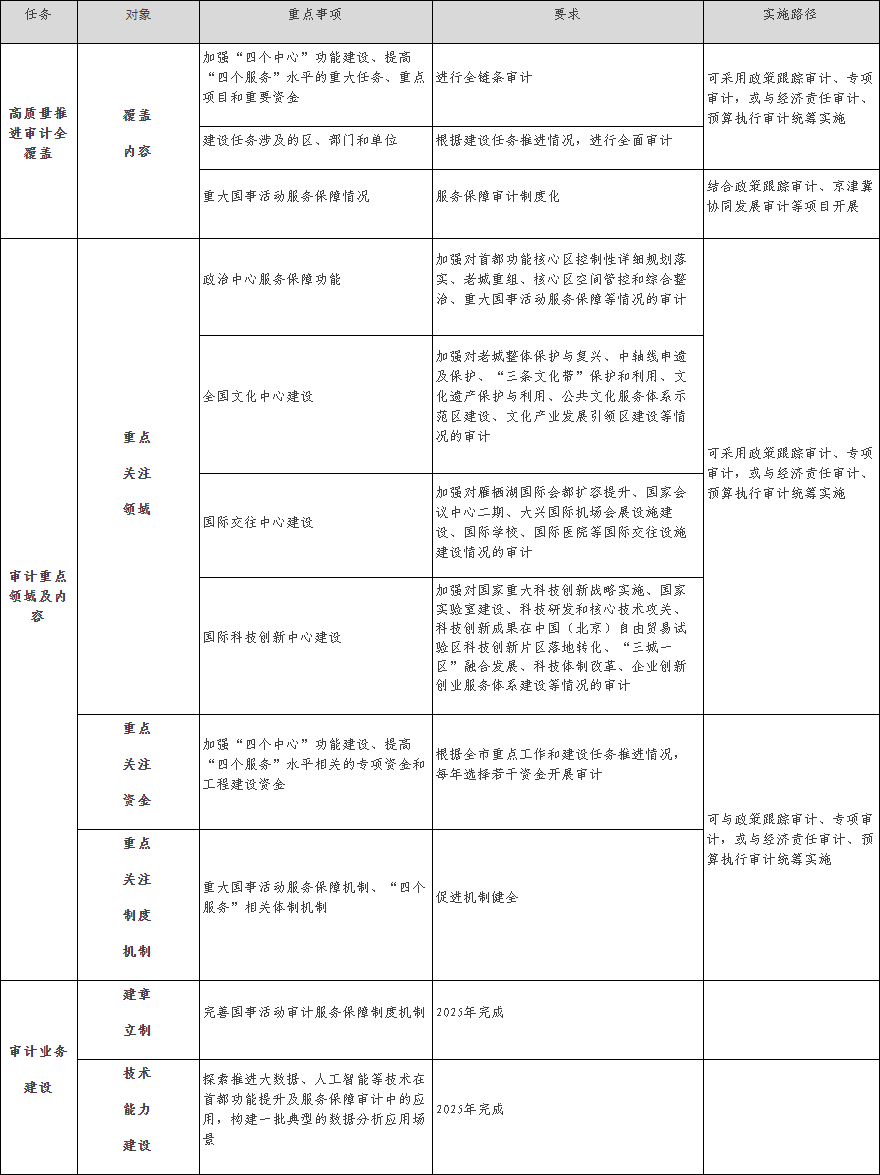 任务 对象 重点事项 要求 实施路径
高质量推
进审计全
覆盖
覆盖
内容
加强“四个中心”功能建设、提高
“四个服务”水平的重大任务、重点
项目和重要资金
进行全链条审计
可采用政策跟踪审计、专项
审计，或与经济责任审计、
预算执行审计统筹实施
建设任务涉及的区、部门和单位
根据建设任务推进情况，进行全面审计
重大国事活动服务保障情况
服务保障审计制度化
结合政策跟踪审计、京津冀
协同发展审计等项目开展
审计重点
领域及内
容
重点
关注
领域
政治中心服务保障功能
加强对首都功能核心区控制性详细规划落
实、老城重组、核心区空间管控和综合整
治、重大国事活动服务保障等情况的审计
可采用政策跟踪审计、专项
审计，或与经济责任审计、
预算执行审计统筹实施
全国文化中心建设
加强对老城整体保护与复兴、中轴线申遗
及保护、“三条文化带”保护和利用、文
化遗产保护与利用、公共文化服务体系示
范区建设、文化产业发展引领区建设等情
况的审计
国际交往中心建设
加强对雁栖湖国际会都扩容提升、国家会
议中心二期、大兴国际机场会展设施建
设、国际学校、国际医院等国际交往设施
建设情况的审计
国际科技创新中心建设
加强对国家重大科技创新战略实施、国家
实验室建设、科技研发和核心技术攻关、
科技创新成果在中国（北京）自由贸易试
验区科技创新片区落地转化、“三城一
区”融合发展、科技体制改革、企业创新
创业服务体系建设等情况的审计
重点
关注
资金
加强“四个中心”功能建设、提高
“四个服务”水平相关的专项资金和
工程建设资金
根据全市重点工作和建设任务推进情况，
每年选择若干资金开展审计
可与政策跟踪审计、专项审
计，或与经济责任审计、预
算执行审计统筹实施
重点
关注
制度
机制
重大国事活动服务保障机制、“四个
服务”相关体制机制
促进机制健全
审计业务
建设
建章
立制
完善国事活动审计服务保障制度机制
2025年完成
技术
能力
建设
探索推进大数据、人工智能等技术在
首都功能提升及服务保障审计中的应
用，构建一批典型的数据分析应用场
景
2025年完成